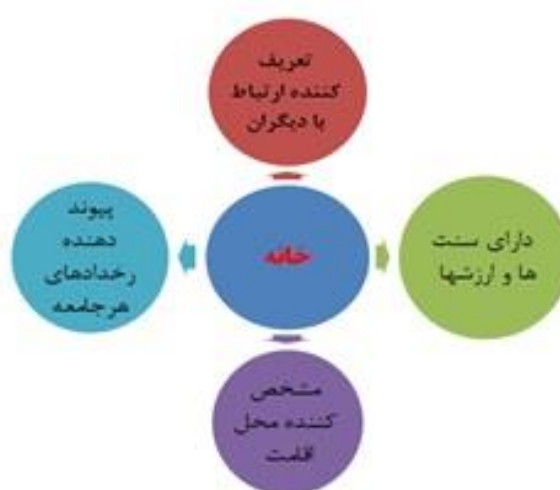 تعریف
کننده ارتباط
با دیگران
دارای سنت
ها و ارزشها
خانه
پیوند
دهنده
رخدادهای
هرجامعه
مشخص
کننده محل
اقامت